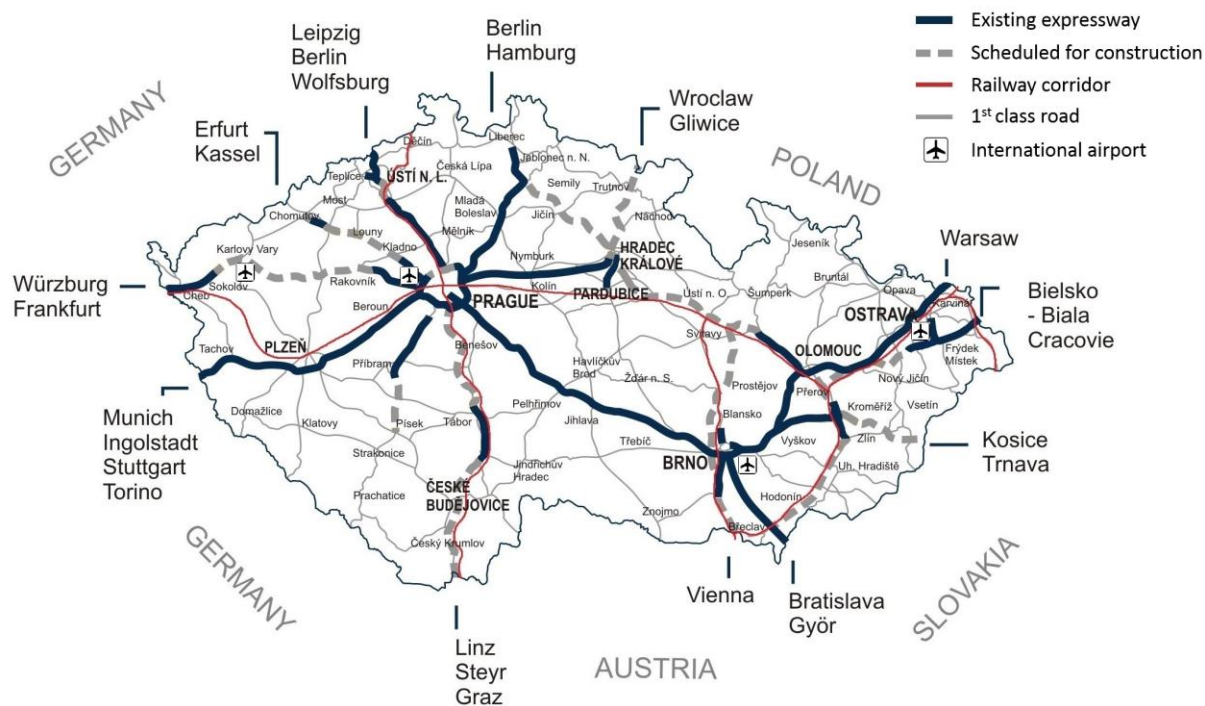 Existing expressway
Scheduled for construction
Railway corridor
1st class road
International airport
Leipzig
Berlin
Wolfsburg
Berlin
Hamburg
Wroclaw
Gliwice
Erfurt
Kassel
GERMANY
POLAND
Würzburg
Frankfurt
Warsaw
Bielsko
- Biala
Cracovie
Munich
Ingolstadt
Stuttgart
Torino
Kosice
Trnava
GERMANY
Vienna
Bratislava
Györ
SLOVAKIA
Linz
Steyr
Graz
AUSTRIA
Děčín
Liberec
Teplice
ÚSTÍ N. L.
Česká Lípa
Jablonec n. N.
Most
Semily
Trutnov
Chomutov
Mladá
Boleslav
Jičín
Náchod
Louny
Mělník
Karlovy Vary
Kladno
Nymburk
HRADEC
KRÁLOVÉ
Jeseník
Sokolov
Cheb
Rakovník
Kolín
PARDUBICE
Bruntál
Opava
Karviná
Beroun
PRAGUE
Ústí n. O.
Šumperk
OSTRAVA
PLZEŇ
Benešov
Svitavy
Tachov
Příbram
Havlíčkův
Brod
Žďár n. S.
OLOMOUC
Frýdek
Místek
Nový Jičín
Prostějov
Přerov
Domažlice
Klatovy
Písek
Tábor
Pelhřimov
Jihlava
Blansko
Kroměříž
Vsetín
Strakonice
Třebíč
BRNO
Vyškov
Zlín
Jindřichův
Hradec
Uh. Hradiště
Prachatice
ČESKÉ
BUDĚJOVICE
Znojmo
Hodonín
Břeclav
Český Krumlov